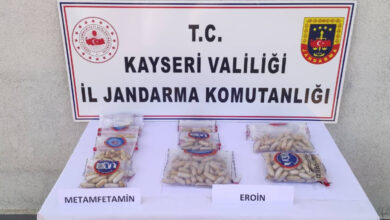 T.C.
KAYSERİ VALİLİĞİ
İL JANDARMA KOMUTANLIĞI
METAMFETAMİN
EROİN